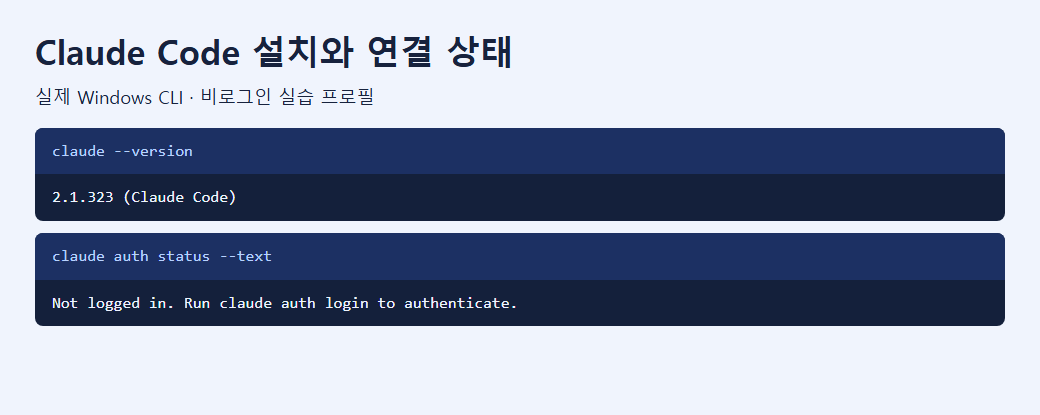 Claude Code 설치와 연결 상태
실제 Windows CLI · 비로그인 실습 프로필
claude --version
2.1.323 (Claude Code)
claude auth status --text
Not logged in. Run claude auth login to authenticate.